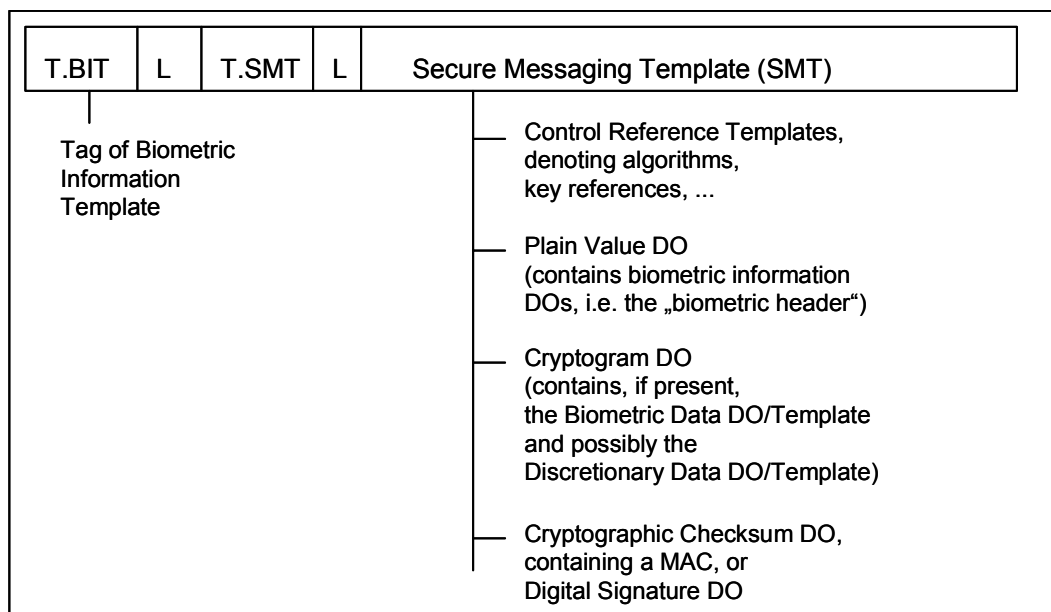 T.BIT L T.SMT L Secure Messaging Template (SMT)
Tag of Biometric
Information
Template
Control Reference Templates,
denoting algorithms,
key references, ...
Plain Value DO
(contains biometric information
DOs, i.e. the „biometric header“)
Cryptogram DO
(contains, if present,
the Biometric Data DO/Template
and possibly the
Discretionary Data DO/Template)
Cryptographic Checksum DO,
containing a MAC, or
Digital Signature DO